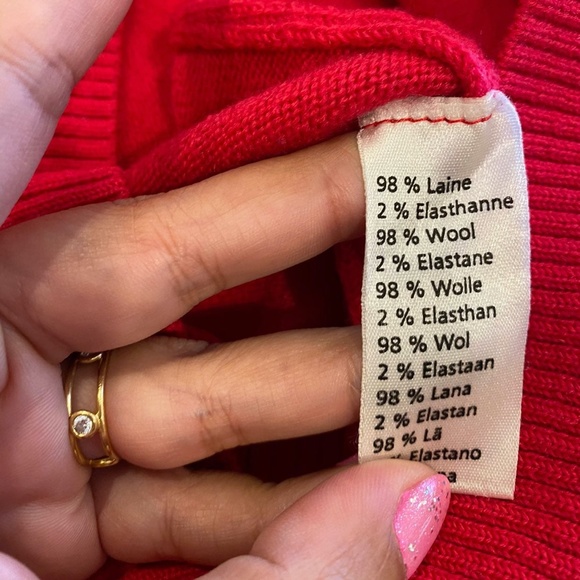 98 % Laine
2 % Elasthanne
98 % Wool
2 % Elastane
98 % Wolle
2 % Elasthan
98 % Wol
2 % Elastaan
98 % Lana
2 % Elastan
98 % Lã
% Elastano